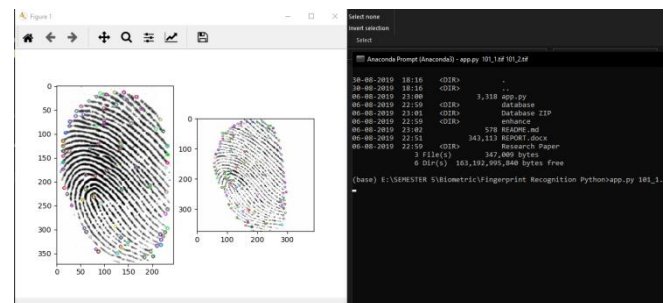 Figure 1
0
50
100
150
200
250
300
350
0 50 100 150 200
0
100
200
300
0 100 200 300
Select none
Invert selection
Select
Anaconda Prompt (Anaconda3) - app.py 101_1.tif 101_2.tif
30-08-2019 18:16 <DIR> .
30-08-2019 18:16 <DIR> ..
06-08-2019 23:00 3,318 app.py
06-08-2019 22:59 <DIR> database
06-08-2019 23:01 <DIR> Database ZIP
06-08-2019 22:59 <DIR> enhance
06-08-2019 23:02 578 README.md
06-08-2019 22:51 343,113 REPORT.docx
06-08-2019 22:59 <DIR> Research Paper
3 File(s) 347,009 bytes
6 Dir(s) 163,192,995,840 bytes free
(base) E:\SEMESTER 5\Biometric\Fingerprint Recognition Python>app.py 101_1.